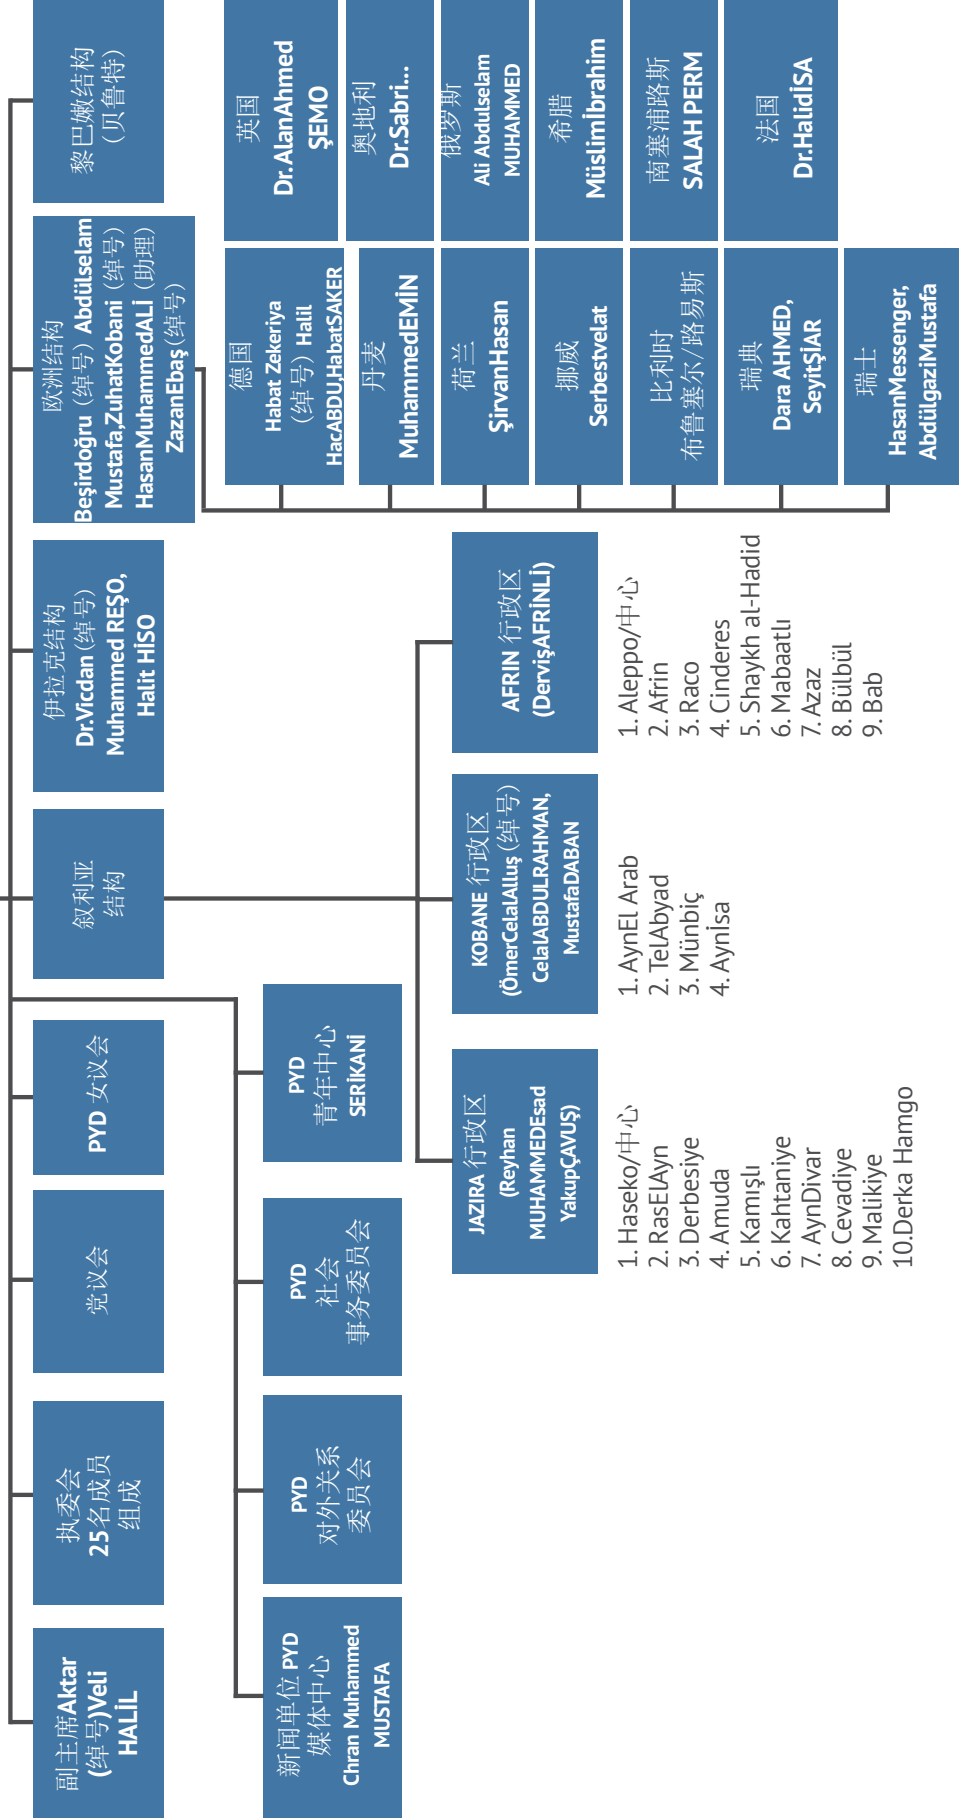 副主席Aktar
(绰号)Veli
HALİL
执委会
25名成员
组成
党议会
PYD 女议会
叙利亚
结构
伊拉克结构
Dr.Vicdan(绰号)
Muhammed REŞO,
Halit HİSO
欧洲结构
Beşirdoğru（绰号）Abdülselam
Mustafa,ZuhatKobani（绰号）
HasanMuhammedALİ（助理）
ZazanEbaş(绰号)
黎巴嫩结构
（贝鲁特）
新闻单位 PYD
媒体中心
Chran Muhammed
MUSTAFA
PYD
对外关系
委员会
PYD
社会
事务委员会
PYD
青年中心
SERİKANİ
JAZIRA 行政区
(Reyhan
MUHAMMEDEsad
YakupÇAVUŞ)
1. Haseko/中心
2. RasElAyn
3. Derbesiye
4. Amuda
5. Kamışlı
6. Kahtaniye
7. AynDivar
8. Cevadiye
9. Malikiye
10.Derka Hamgo
KOBANE 行政区
(ÖmerCelalAlluş(绰号)
CelalABDULRAHMAN,
MustafaDABAN
1. AynEl Arab
2. TelAbyad
3. Münbiç
4. Aynİsa
AFRIN 行政区
(DervişAFRİNLİ)
1. Aleppo/中心
2. Afrin
3. Raco
4. Cinderes
5. Shaykh al-Hadid
6. Mabaatlı
7. Azaz
8. Bülbül
9. Bab
德国
Habat Zekeriya
（绰号）Halil
HacABDU,HabatSAKER
丹麦
MuhammedEMİN
荷兰
ŞirvanHasan
挪威
Serbestvelat
比利时
布鲁塞尔/路易斯
瑞典
Dara AHMED,
SeyitŞİAR
瑞士
HasanMessenger,
AbdülgaziMustafa
英国
Dr.AlanAhmed
ŞEMO
奥地利
Dr.Sabri...
俄罗斯
Ali Abdulselam
MUHAMMED
希腊
Müslimİbrahim
南塞浦路斯
SALAH PERM
法国
Dr.HalidİSA